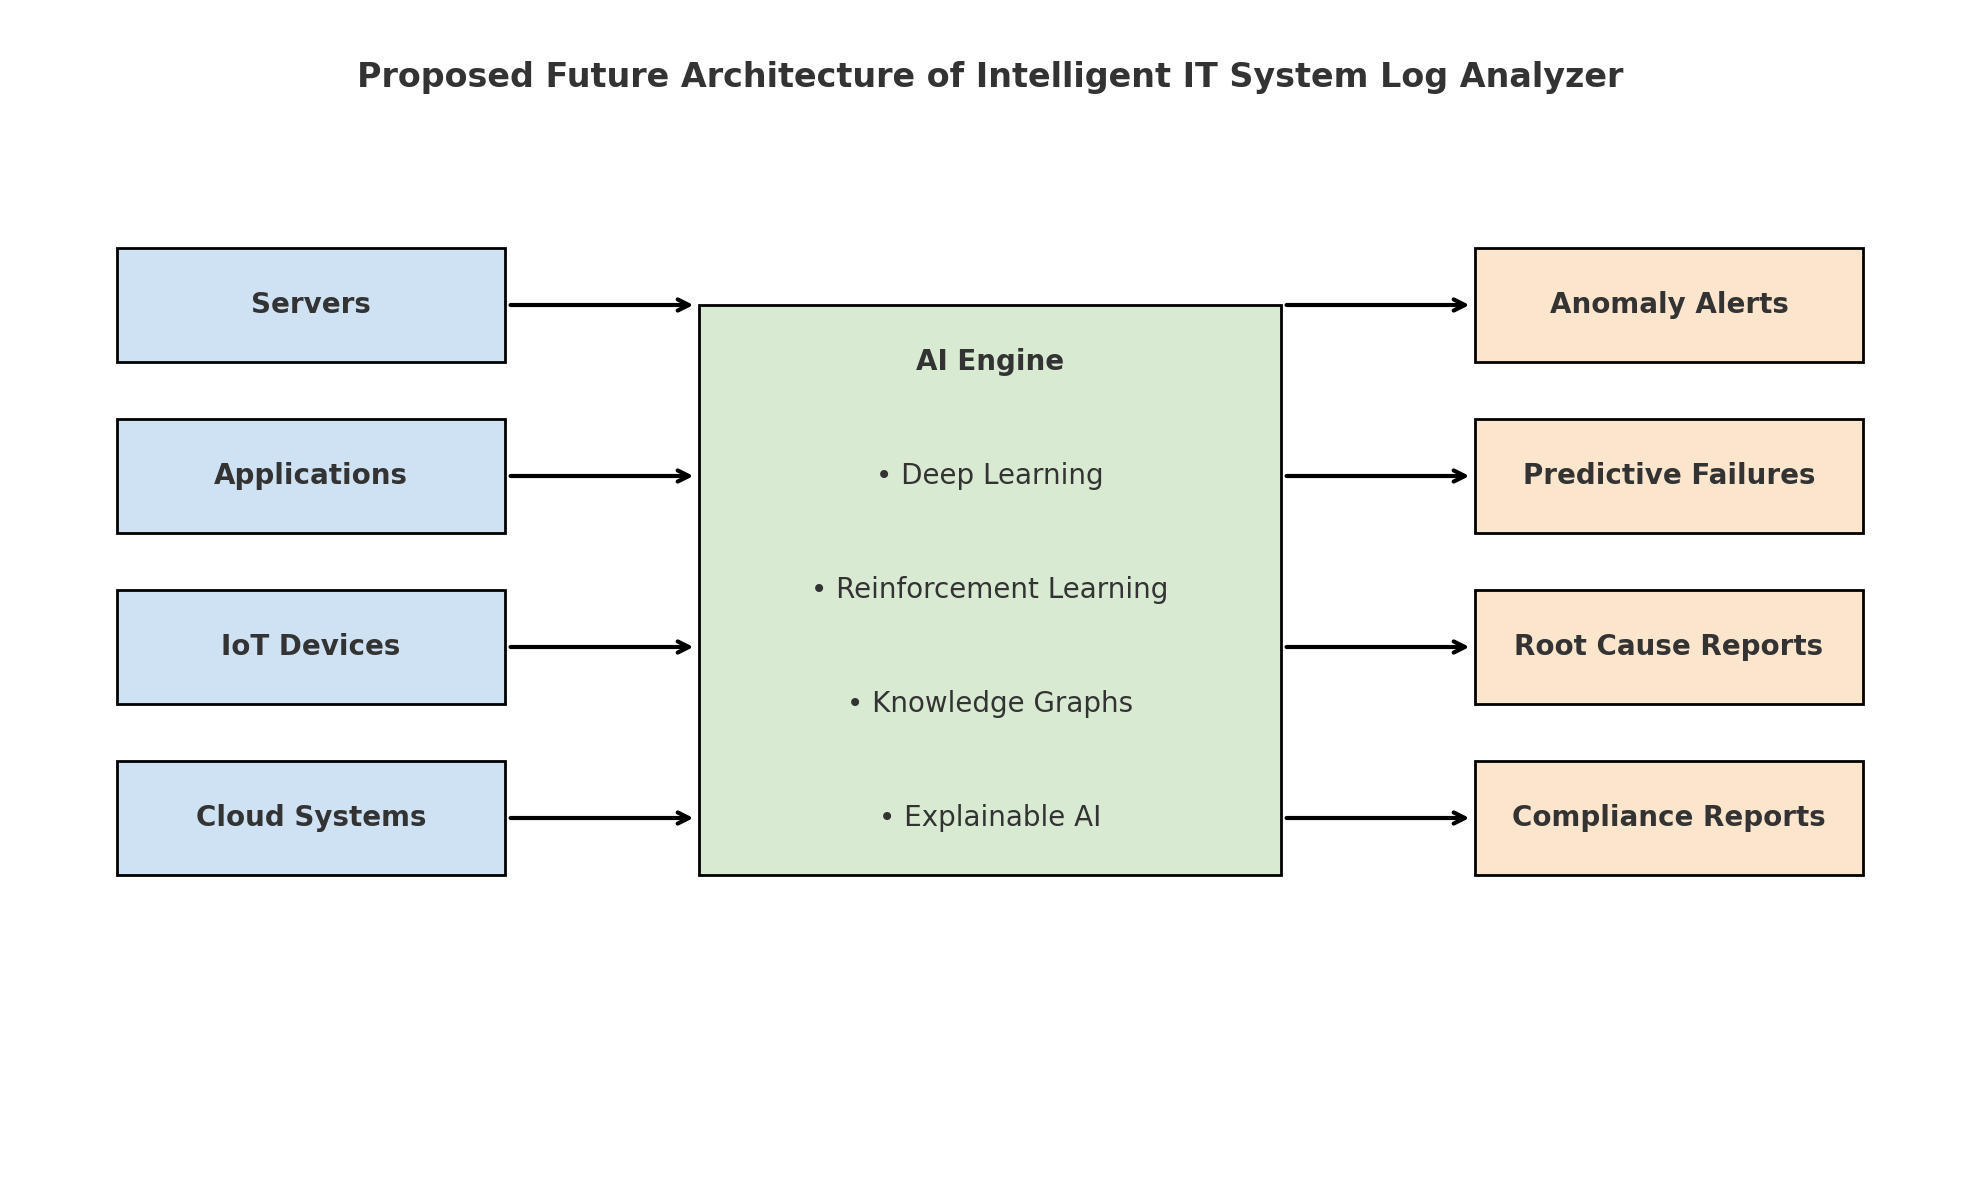 Proposed Future Architecture of Intelligent IT System Log Analyzer
Servers
Applications
IoT Devices
Cloud Systems
AI Engine
• Deep Learning
• Reinforcement Learning
• Knowledge Graphs
• Explainable AI
Anomaly Alerts
Predictive Failures
Root Cause Reports
Compliance Reports